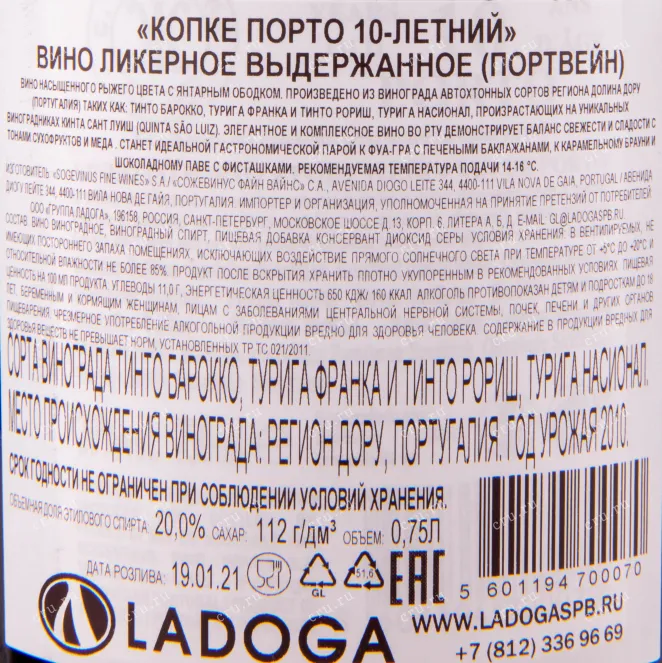 «КОПКЕ ПОРТО 10-ЛЕТНИЙ»
ВИНО ЛИКЕРНОЕ ВЫДЕРЖАННОЕ (ПОРТВЕЙН)
ВИНО НАСЫЩЕННОГО РЫЖЕГО ЦВЕТА С ЯНТАРНЫМ ОБОДКОМ. ПРОИЗВЕДЕНО ИЗ ВИНОГРАДА АВТОХТОННЫХ СОРТОВ РЕГИОНА ДОЛИНА ДОРУ
(ПОРТУГАЛИЯ) ТАКИХ КАК: ТИНТО БАРОККО, ТУРИГА ФРАНКА И ТИНТО РОРИШ, ТУРИГА НАСИОНАЛ, ПРОИЗРАСТАЮЩИХ НА УНИКАЛЬНЫХ
ВИНОГРАДНИКАХ КИНТА САНТ ЛУИШ (QUINTA SÃO LUIZ). ЭЛЕГАНТНОЕ И КОМПЛЕКСНОЕ ВИНО ВО РТУ ДЕМОНСТРИРУЕТ БАЛАНС СВЕЖЕСТИ И СЛАДОСТИ С
ТОНАМИ СУХОФРУКТОВ И МЕДА. СТАНЕТ ИДЕАЛЬНОЙ ГАСТРОНОМИЧЕСКОЙ ПАРОЙ К ФУА-ГРА С ПЕЧЕНЫМИ БАКЛАЖАНАМИ, К КАРАМЕЛЬНОМУ БРАУНИ И
ШОКОЛАДНОМУ ПАВЕ С ФИСТАШКАМИ. РЕКОМЕНДУЕМАЯ ТЕМПЕРАТУРА ПОДАЧИ 14-16 °С.
ИЗГОТОВИТЕЛЬ: «SOGEVINUS FINE WINES» S.A./ «СОЖЕВИНУС ФАЙН ВАЙНС» С.А., AVENIDA DIOGO LEITE 344, 4400-111 VILA NOVA DE GAIA, PORTUGAL / АВЕНИДА
ДИОГУ ЛЕЙТЕ 344, 4400-111 ВИЛА НОВА ДЕ ГАЙЯ, ПОРТУГАЛИЯ. ИМПОРТЕР И ОРГАНИЗАЦИЯ, УПОЛНОМОЧЕННАЯ НА ПРИНЯТИЕ ПРЕТЕНЗИЙ ОТ ПОТРЕБИТЕЛЕЙ:
ООО «ГРУППА ЛАДОГА», 196158, РОССИЯ, САНКТ-ПЕТЕРБУРГ, МОСКОВСКОЕ ШОССЕ Д.13, КОРП. 6, ЛИТЕРА А, Б, Д. E-MAIL: GL@LADOGASPB.RU.
СОСТАВ: ВИНО ВИНОГРАДНОЕ, ВИНОГРАДНЫЙ СПИРТ, ПИЩЕВАЯ ДОБАВКА КОНСЕРВАНТ ДИОКСИД СЕРЫ. УСЛОВИЯ ХРАНЕНИЯ: В ВЕНТИЛИРУЕМЫХ, НЕ
ИМЕЮЩИХ ПОСТОРОННЕГО ЗАПАХА ПОМЕЩЕНИЯХ, ИСКЛЮЧАЮЩИХ ВОЗДЕЙСТВИЕ ПРЯМОГО СОЛНЕЧНОГО СВЕТА ПРИ ТЕМПЕРАТУРЕ ОТ +5°С ДО +20°С И
ОТНОСИТЕЛЬНОЙ ВЛАЖНОСТИ НЕ БОЛЕЕ 85%. ПРОДУКТ ПОСЛЕ ВСКРЫТИЯ ХРАНИТЬ ПЛОТНО УКУПОРЕННЫМ В РЕКОМЕНДОВАННЫХ УСЛОВИЯХ. ПИЩЕВАЯ
ЦЕННОСТЬ НА 100 МЛ ПРОДУКТА: УГЛЕВОДЫ 11,0 Г, ЭНЕРГЕТИЧЕСКАЯ ЦЕННОСТЬ 650 КДЖ/ 160 ККАЛ. АЛКОГОЛЬ ПРОТИВОПОКАЗАН ДЕТЯМ И ПОДРОСТКАМ ДО 18
ЛЕТ, БЕРЕМЕННЫМ И КОРМЯЩИМ ЖЕНЩИНАМ, ЛИЦАМ С ЗАБОЛЕВАНИЯМИ ЦЕНТРАЛЬНОЙ НЕРВНОЙ СИСТЕМЫ, ПОЧЕК, ПЕЧЕНИ И ДРУГИХ ОРГАНОВ
ПИЩЕВАРЕНИЯ. ЧРЕЗМЕРНОЕ УПОТРЕБЛЕНИЕ АЛКОГОЛЬНОЙ ПРОДУКЦИИ ВРЕДНО ДЛЯ ЗДОРОВЬЯ ЧЕЛОВЕКА. СОДЕРЖАНИЕ В ПРОДУКЦИИ ВРЕДНЫХ ДЛЯ
ЗДОРОВЬЯ ВЕЩЕСТВ НЕ ПРЕВЫШАЕТ НОРМ, УСТАНОВЛЕННЫХ ТР ТС 021/2011.
СОРТА ВИНОГРАДА: ТИНТО БАРОККО, ТУРИГА ФРАНКА И ТИНТО РОРИШ, ТУРИГА НАСИОНАЛ.
МЕСТО ПРОИСХОЖДЕНИЯ ВИНОГРАДА: РЕГИОН ДОРУ, ПОРТУГАЛИЯ. ГОД УРОЖАЯ 2010.
СРОК ГОДНОСТИ НЕ ОГРАНИЧЕН ПРИ СОБЛЮДЕНИИ УСЛОВИЙ ХРАНЕНИЯ.
ОБЪЕМНАЯ ДОЛЯ ЭТИЛОВОГО СПИРТА: 20,0% САХАР: 112 г/дм³ ОБЪЕМ: 0,75Л
ДАТА РОЗЛИВА: 19.01.21
GL
51,6
ЕАС
5 601194 700070
LADOGA
WWW.LADOGASPB.RU
+7 (812) 336 96 69